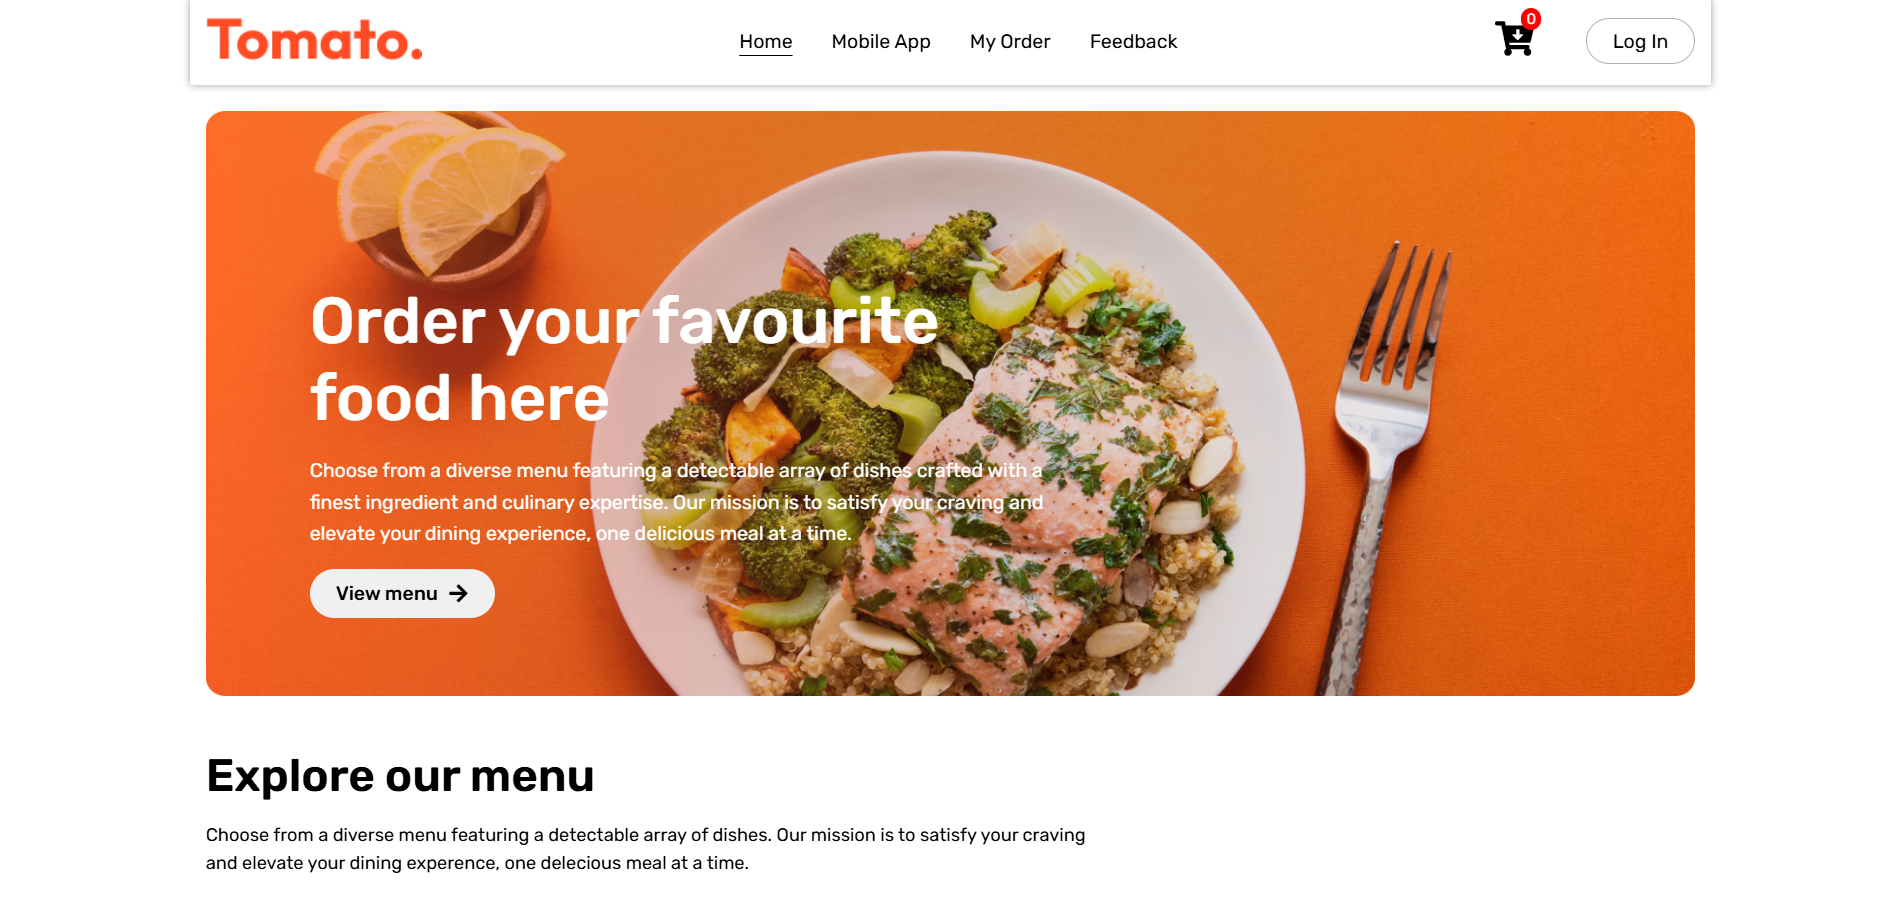 Tomato.
Home
Mobile App
My Order
Feedback
0
Log In
Order your favourite
food here
Choose from a diverse menu featuring a detectable array of dishes crafted with a
finest ingredient and culinary expertise. Our mission is to satisfy your craving and
elevate your dining experience, one delicious meal at a time.
View menu
Explore our menu
Choose from a diverse menu featuring a detectable array of dishes. Our mission is to satisfy your craving
and elevate your dining experence, one delecious meal at a time.